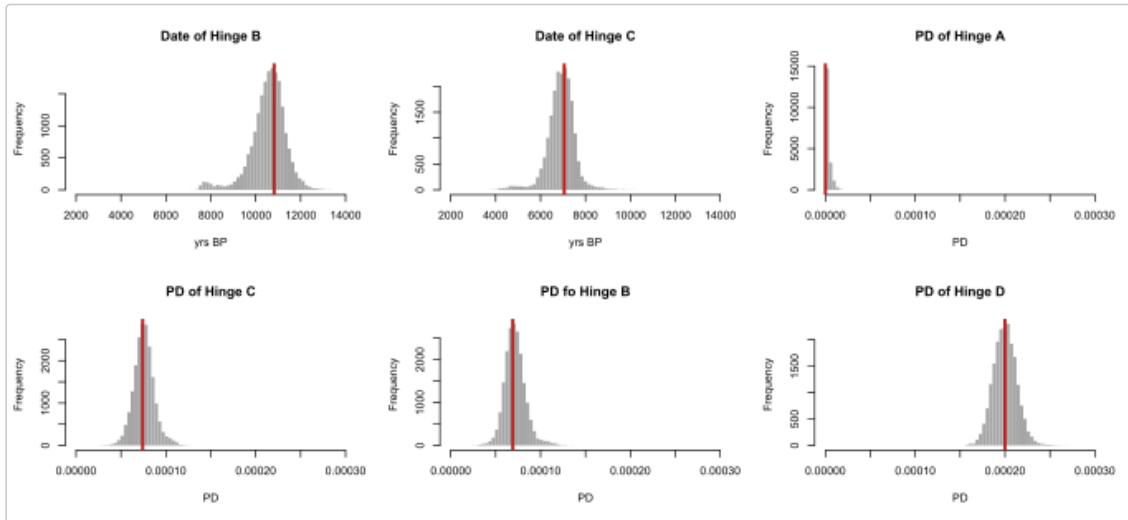 Date of Hinge B
Frequency
0 500 1000
2000 4000 6000 8000 10000 12000 14000
yrs BP
Date of Hinge C
Frequency
0 500 1500
2000 4000 6000 8000 10000 12000 14000
yrs BP
PD of Hinge A
Frequency
0 5000 10000 15000
0.00000 0.00010 0.00020 0.00030
PD
PD of Hinge C
Frequency
0 1000 2000
0.00000 0.00010 0.00020 0.00030
PD
PD fo Hinge B
Frequency
0 1000 2000
0.00000 0.00010 0.00020 0.00030
PD
PD of Hinge D
Frequency
0 500 1500
0.00000 0.00010 0.00020 0.00030
PD